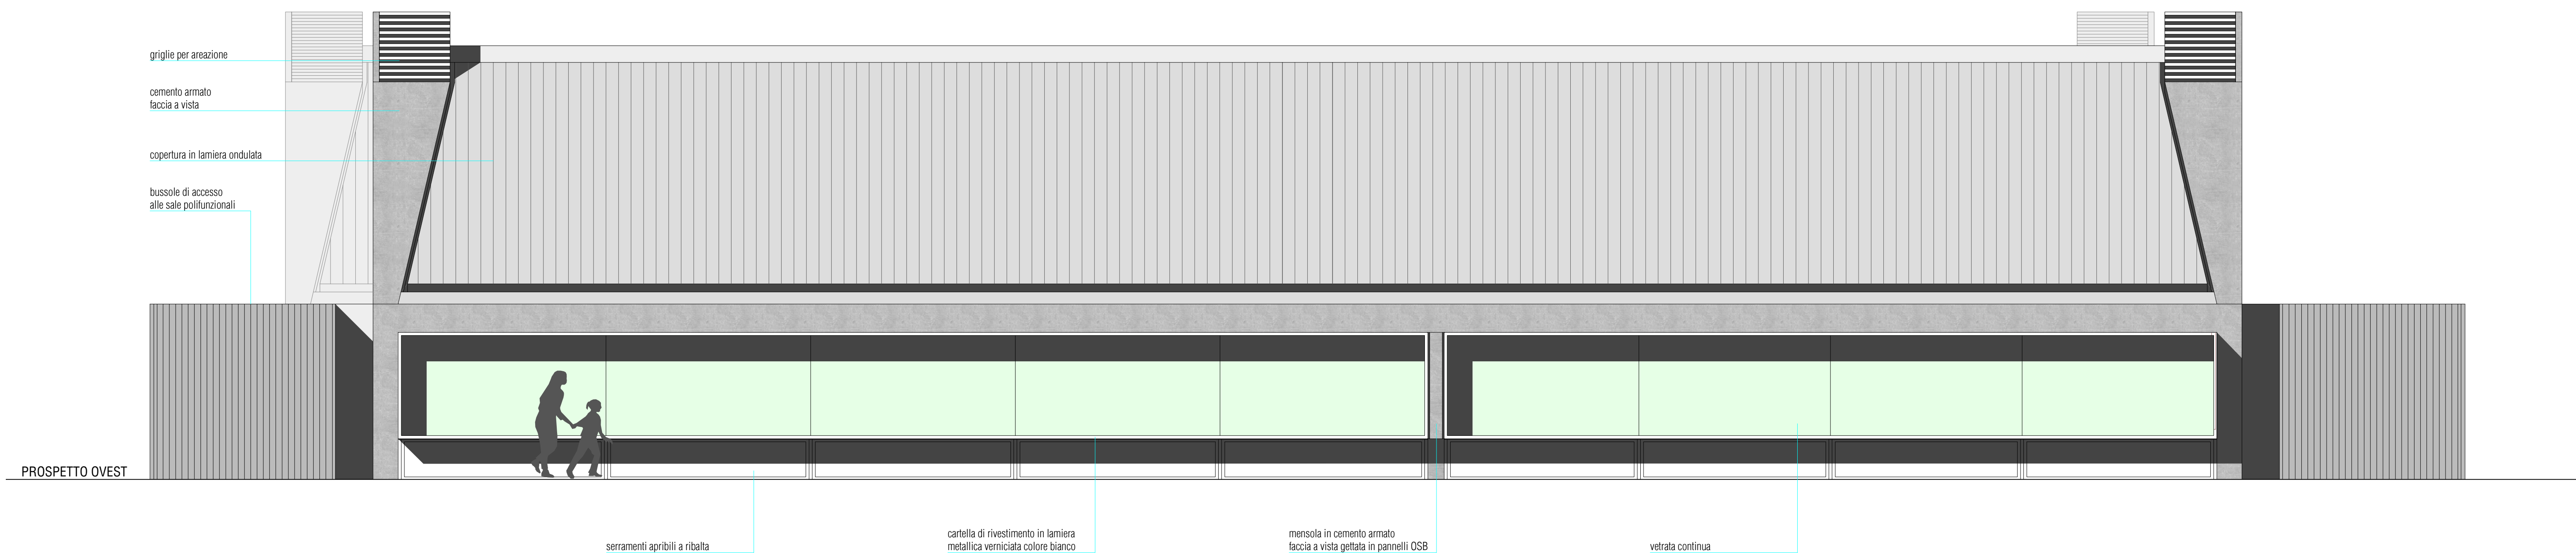 griglie per areazione
cemento armato
faccia a vista
copertura in lamiera ondulata
bussole di accesso
alle sale polifunzionali
PROSPETTO OVEST
serramenti apribili a ribalta
cartella di rivestimento in lamiera
metallica verniciata colore bianco
mensola in cemento armato
faccia a vista gettata in pannelli OSB
vetrata continua